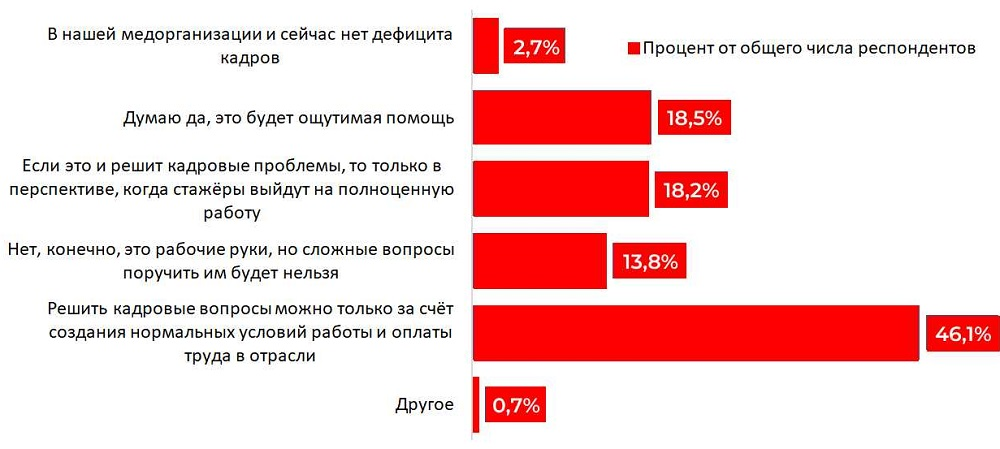 В нашей медорганизации и сейчас нет дефицита
кадров
2,7%
Процент от общего числа респондентов
Думаю да, это будет ощутимая помощь
18,5%
Если это и решит кадровые проблемы, то только в
перспективе, когда стажёры выйдут на полноценную
работу
18,2%
Нет, конечно, это рабочие руки, но сложные вопросы
поручить им будет нельзя
13,8%
Решить кадровые вопросы можно только за счёт
создания нормальных условий работы и оплаты
труда в отрасли
46,1%
Другое
0,7%